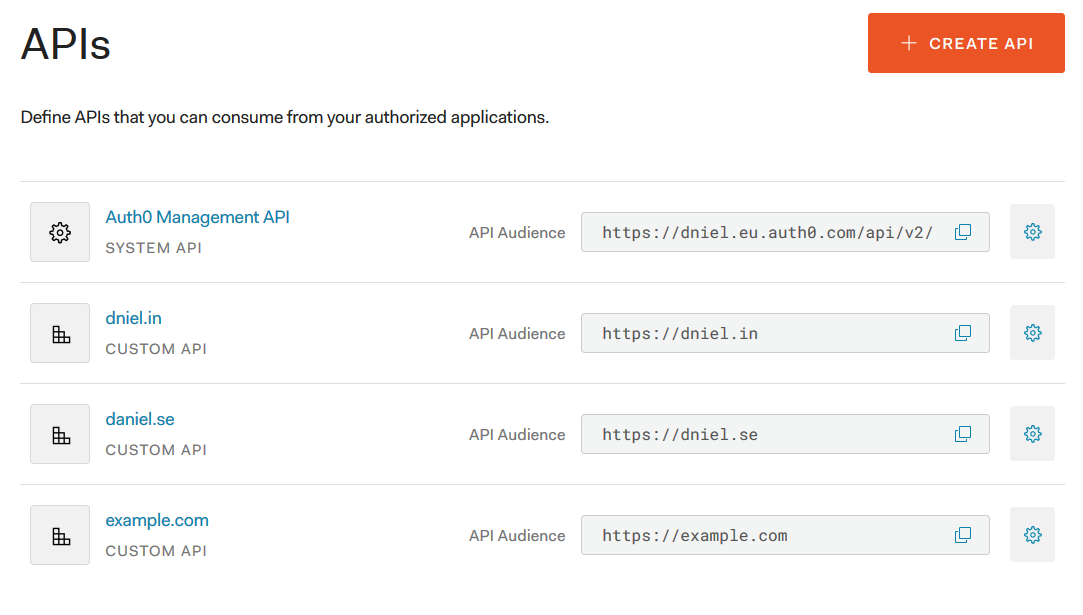 APIs
+ CREATE API
Define APIs that you can consume from your authorized applications.
Auth0 Management API
SYSTEM API
API Audience
https://dniel.eu.auth0.com/api/v2/
dniel.in
CUSTOM API
API Audience
https://dniel.in
daniel.se
CUSTOM API
API Audience
https://dniel.se
example.com
CUSTOM API
API Audience
https://example.com